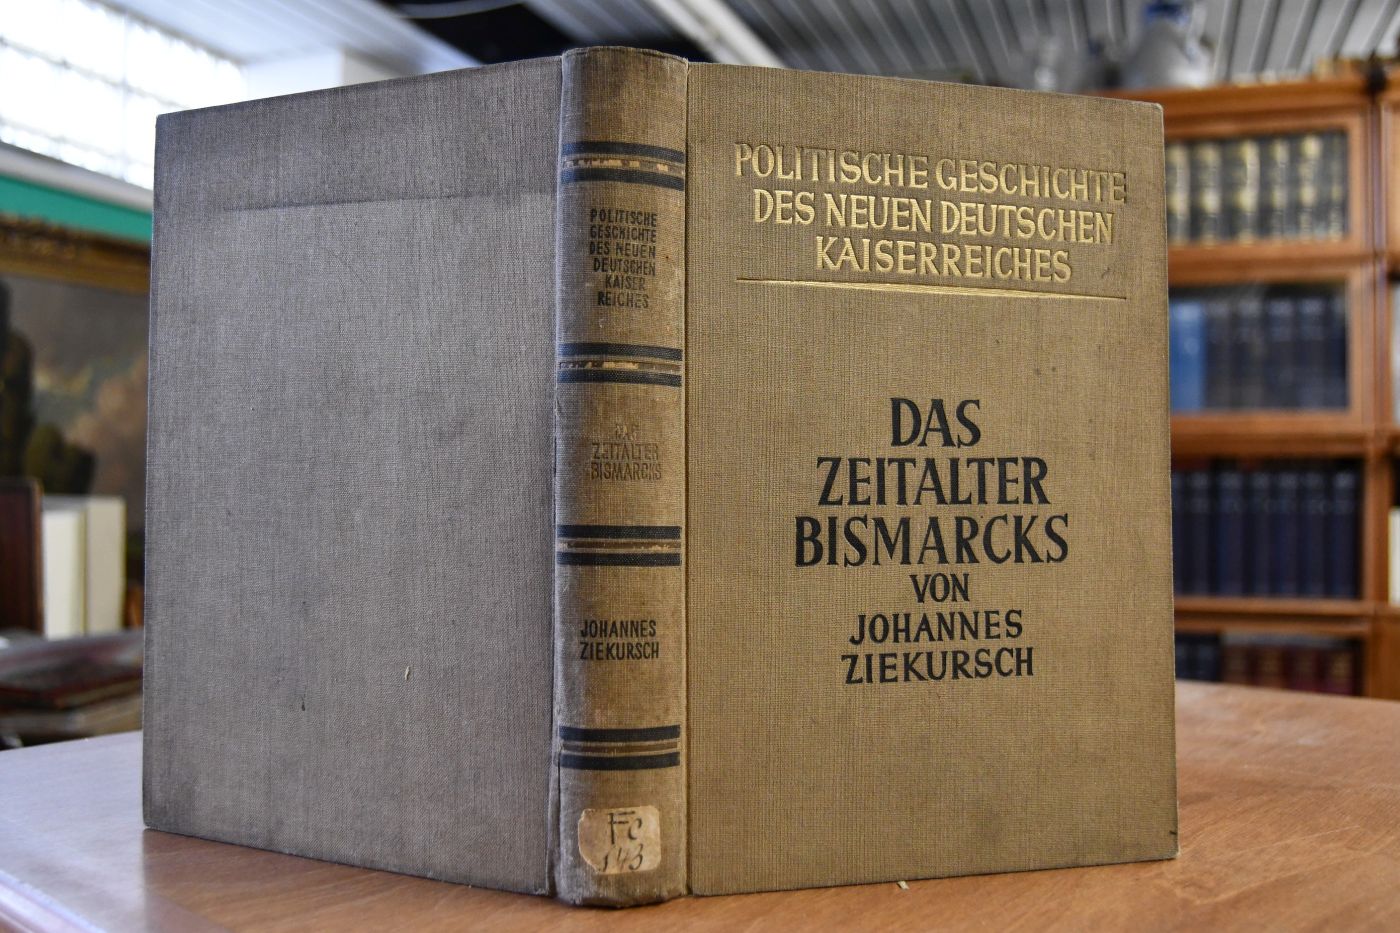 POLITISCHE
GESCHICHTE
DES NEUEN
DEUTSCHEN
KAISER
REICHES
DAS
ZEITALTER
BISMARCKS
JOHANNES
ZIEKURSCH
Fc
143
POLITISCHE GESCHICHTE
DES NEUEN DEUTSCHEN
KAISERREICHES
DAS
ZEITALTER
BISMARCKS
VON
JOHANNES
ZIEKURSCH